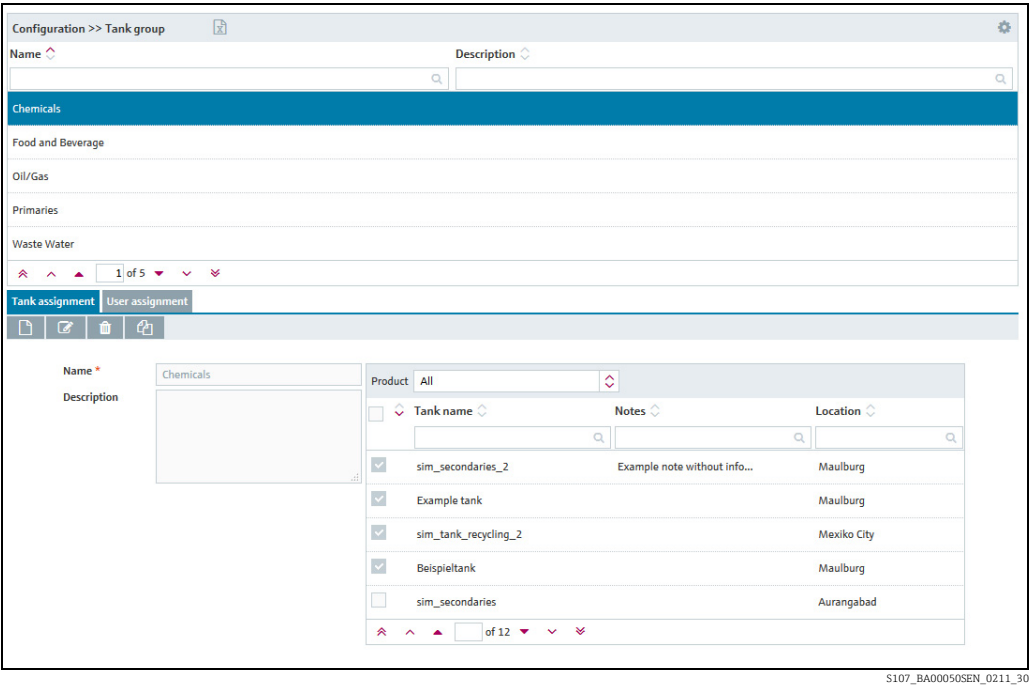 Configuration >> Tank group
Name Description
Chemicals
Food and Beverage
Oil/Gas
Primaries
Waste Water
1 of 5
Tank assignment User assignment
Name * Chemicals
Description
Product All
Tank name Notes Location
sim_secondaries_2 Example note without info... Maulburg
Example tank Maulburg
sim_tank_recycling_2 Mexiko City
Beispieltank Maulburg
sim_secondaries Aurangabad
of 12
S107_BA00050SEN_0211_30